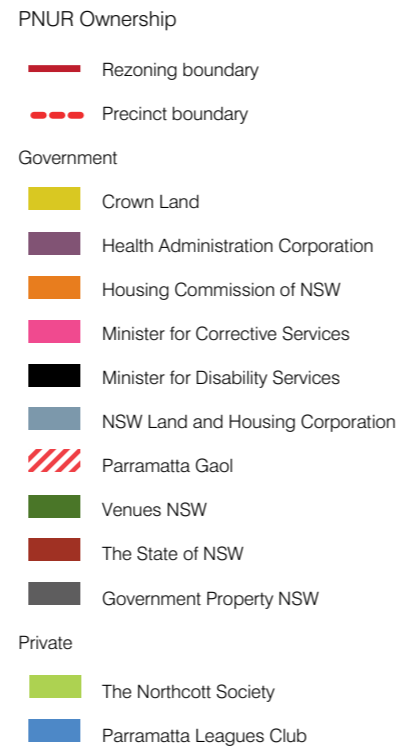 PNUR Ownership
Rezoning boundary
Precinct boundary
Government
Crown Land
Health Administration Corporation
Housing Commission of NSW
Minister for Corrective Services
Minister for Disability Services
NSW Land and Housing Corporation
Parramatta Gaol
Venues NSW
The State of NSW
Government Property NSW
Private
The Northcott Society
Parramatta Leagues Club